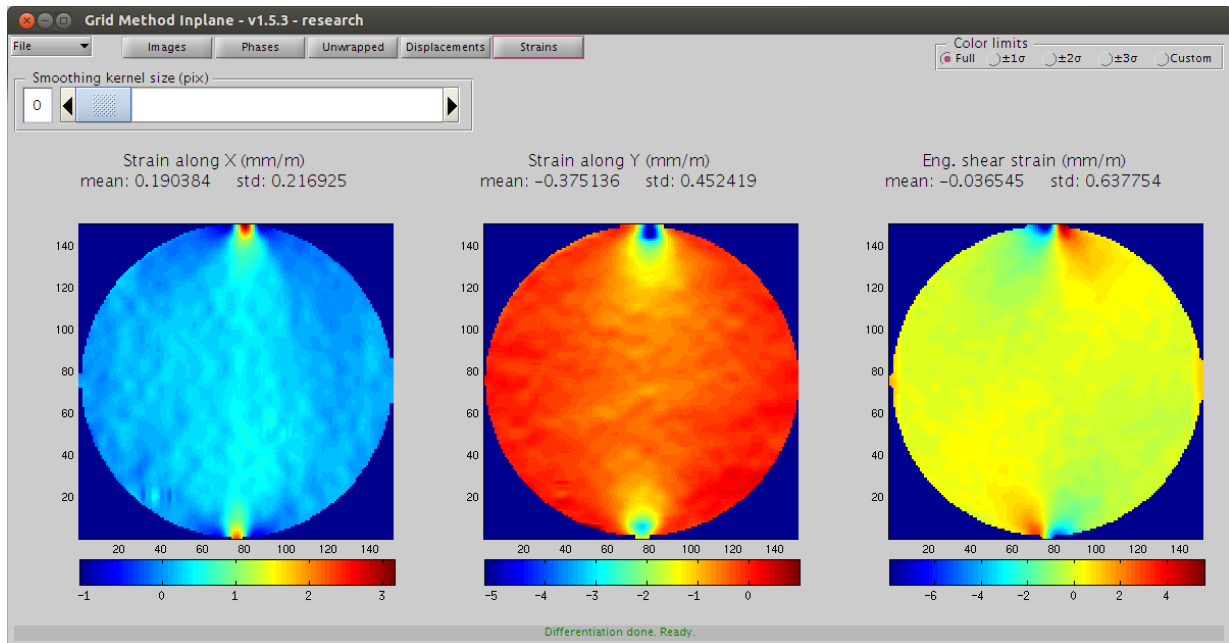 Grid Method Inplane - v1.5.3 - research
File Images Phases Unwrapped Displacements Strains
Color limits
Full ±1σ ±2σ ±3σ Custom
Smoothing kernel size (pix)
0
Strain along X (mm/m)
mean: 0.190384 std: 0.216925
140
120
100
80
60
40
20
20 40 60 80 100 120 140
-1 0 1 2 3
Strain along Y (mm/m)
mean: -0.375136 std: 0.452419
140
120
100
80
60
40
20
20 40 60 80 100 120 140
-5 -4 -3 -2 -1 0
Eng. shear strain (mm/m)
mean: -0.036545 std: 0.637754
140
120
100
80
60
40
20
20 40 60 80 100 120 140
-6 -4 -2 0 2 4
Differentiation done. Ready.